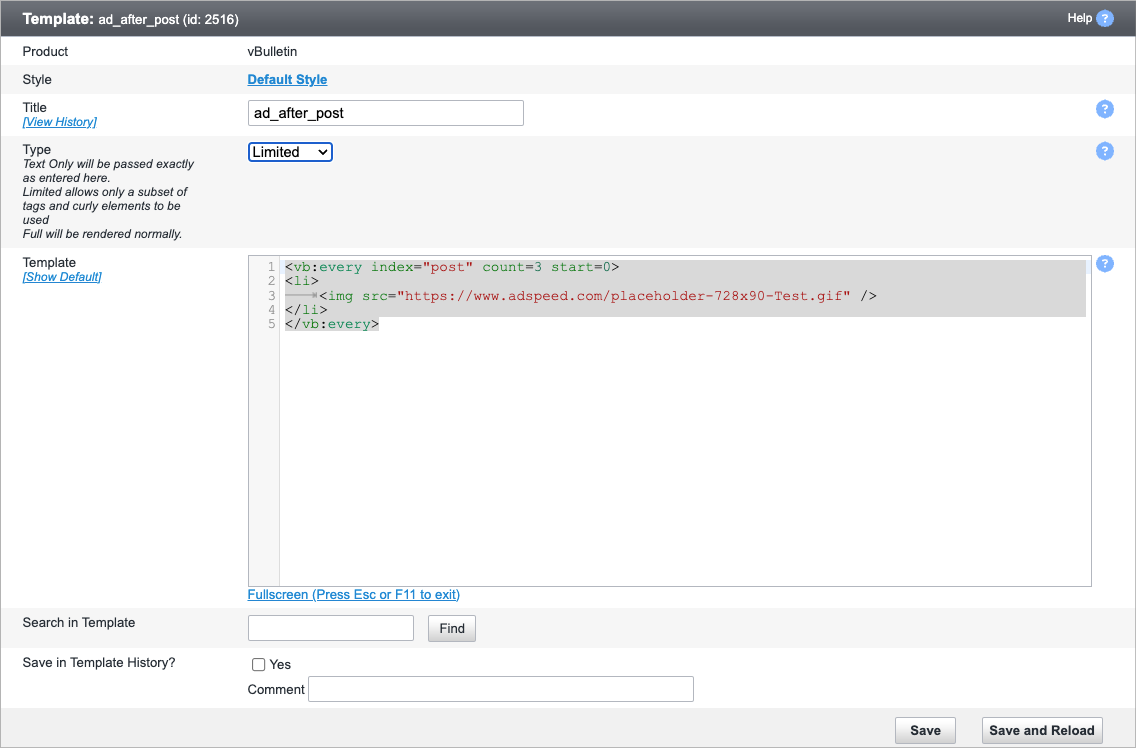 Template: ad_after_post (id: 2516)
Help ?
Product
vBulletin
Style
Default Style
Title
[View History]
ad_after_post
?
Type
Text Only will be passed exactly
as entered here.
Limited allows only a subset of
tags and curly elements to be
used
Full will be rendered normally.
Limited
?
Template
[Show Default]
?
1 <vb:every index="post" count=3 start=0>
2 <li>
3 <img src="https://www.adspeed.com/placeholder-728x90-Test.gif" />
4 </li>
5 </vb:every>
Fullscreen (Press Esc or F11 to exit)
Search in Template
Find
Save in Template History?
Yes
Comment
Save
Save and Reload